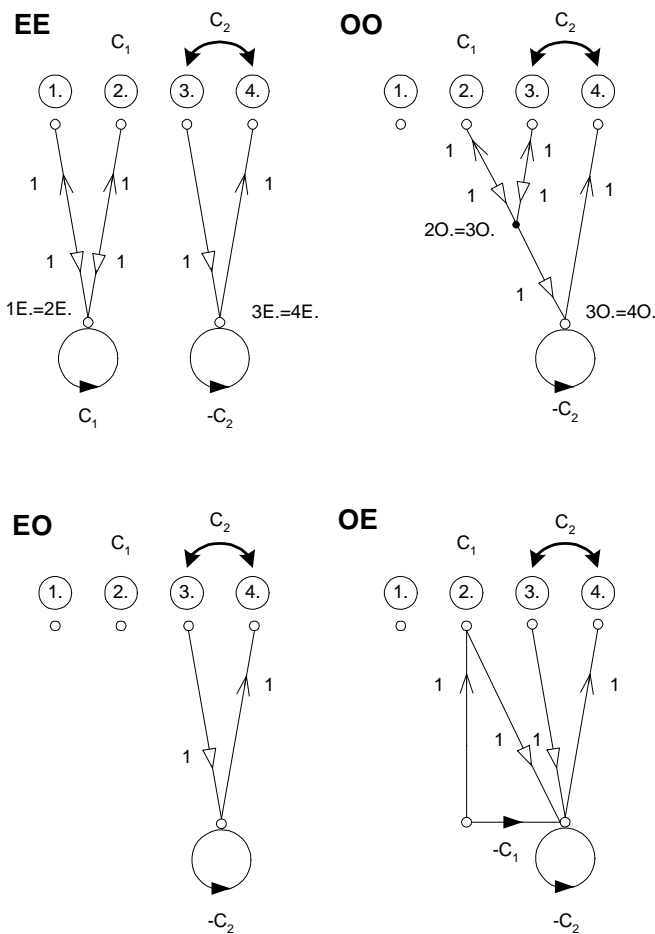 EE
C₁
C₂
1.
2.
3.
4.
1
1
1
1
1
1
1E.=2E.
3E.=4E.
C₁
-C₂
OO
C₁
C₂
1.
2.
3.
4.
1
1
1
1
1
1
2O.=3O.
3O.=4O.
-C₂
EO
C₁
C₂
1.
2.
3.
4.
1
1
-C₂
OE
C₁
C₂
1.
2.
3.
4.
1
1
1
1
-C₁
-C₂